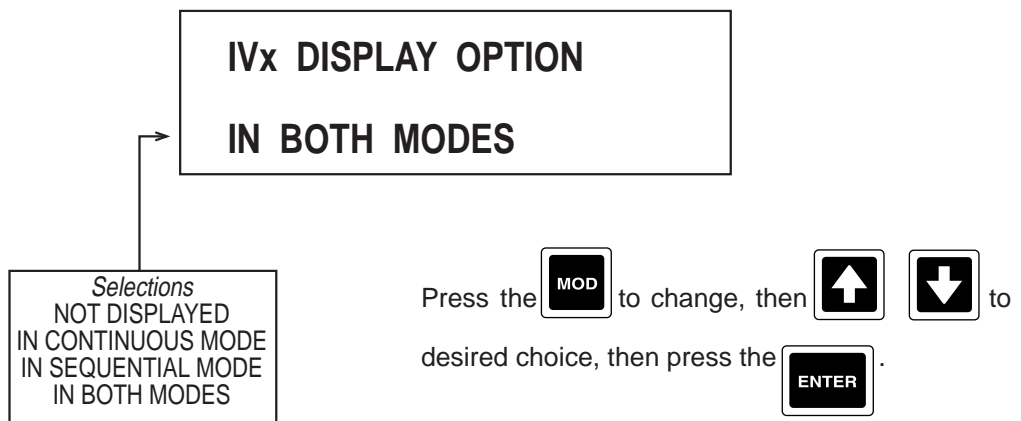 IVx DISPLAY OPTION
IN BOTH MODES
Selections
NOT DISPLAYED
IN CONTINUOUS MODE
IN SEQUENTIAL MODE
IN BOTH MODES
Press the MOD to change, then to
desired choice, then press the ENTER .